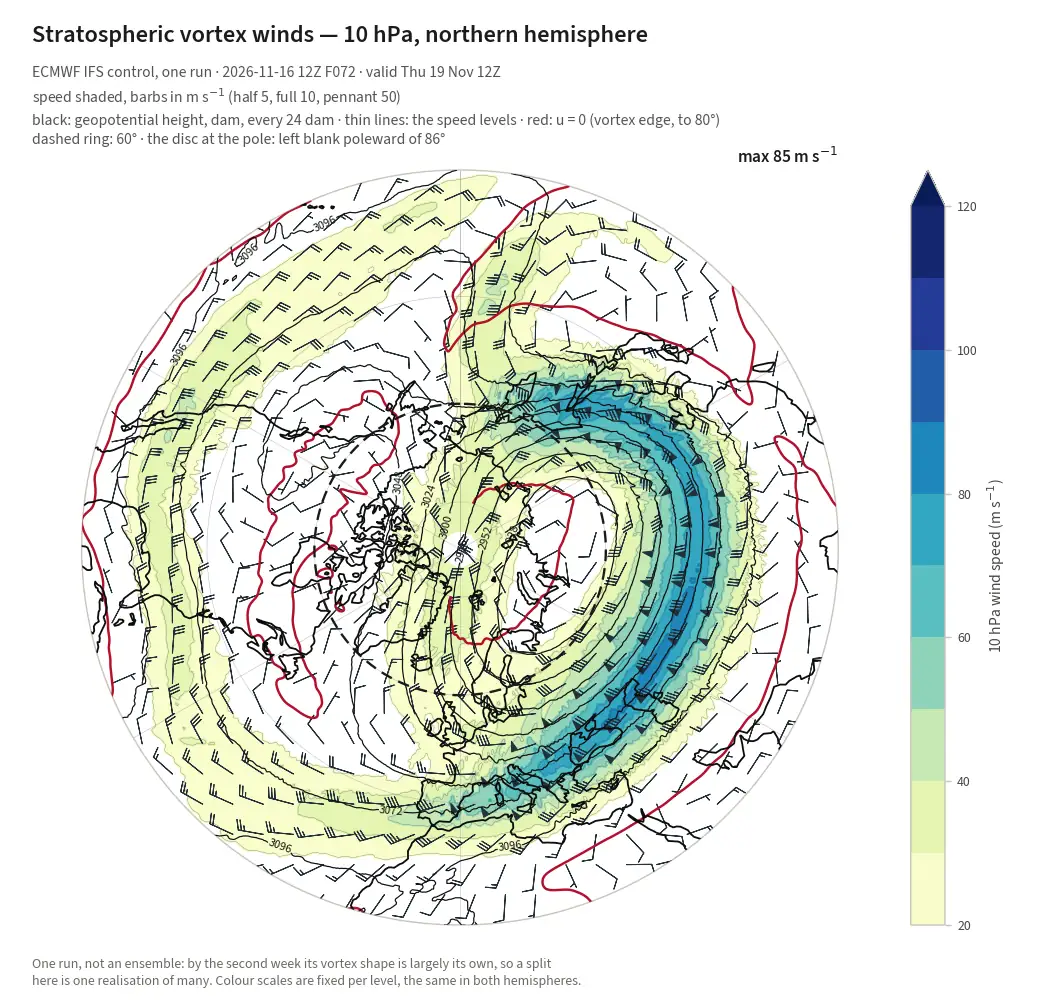 Stratospheric vortex winds — 10 hPa, northern hemisphere
ECMWF IFS control, one run · 2026-11-16 12Z F072 · valid Thu 19 Nov 12Z
speed shaded, barbs in m s⁻¹ (half 5, full 10, pennant 50)
black: geopotential height, dam, every 24 dam · thin lines: the speed levels · red: u = 0 (vortex edge, to 80°)
dashed ring: 60° · the disc at the pole: left blank poleward of 86°
max 85 m s⁻¹
120
100
80
60
40
20
10 hPa wind speed (m s⁻¹)
3096
3096
3096
3024
3000
2952
3072
3096
3096
One run, not an ensemble: by the second week its vortex shape is largely its own, so a split
here is one realisation of many. Colour scales are fixed per level, the same in both hemispheres.